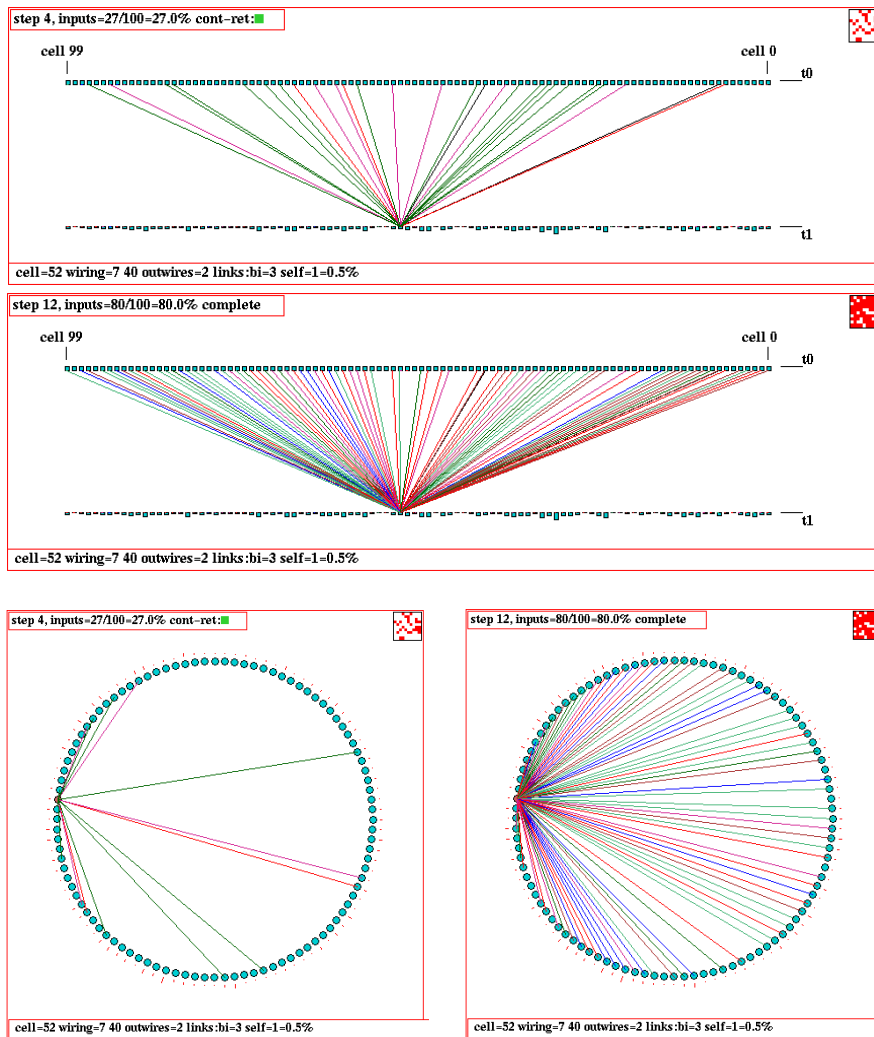 step 4, inputs=27/100=27.0% cont-ret:
cell 99
cell 0
t0
t1
cell=52 wiring=7 40 outwires=2 links:bi=3 self=1=0.5%
step 12, inputs=80/100=80.0% complete
cell 99
cell 0
t0
t1
cell=52 wiring=7 40 outwires=2 links:bi=3 self=1=0.5%
step 4, inputs=27/100=27.0% cont-ret:
cell=52 wiring=7 40 outwires=2 links:bi=3 self=1=0.5%
step 12, inputs=80/100=80.0% complete
cell=52 wiring=7 40 outwires=2 links:bi=3 self=1=0.5%